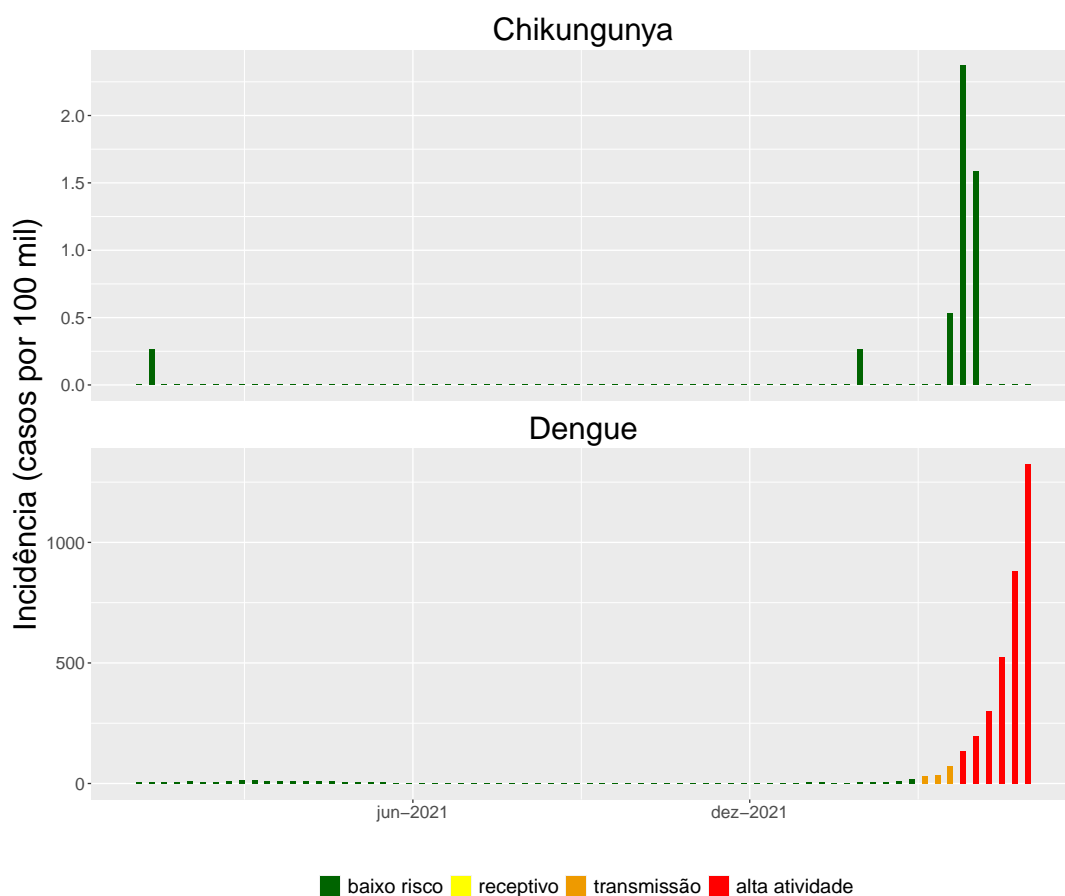 Chikungunya
2.0
1.5
1.0
0.5
0.0
Incidência (casos por 100 mil)
Dengue
1000
500
0
jun−2021 dez−2021
baixo risco receptivo transmissão alta atividade